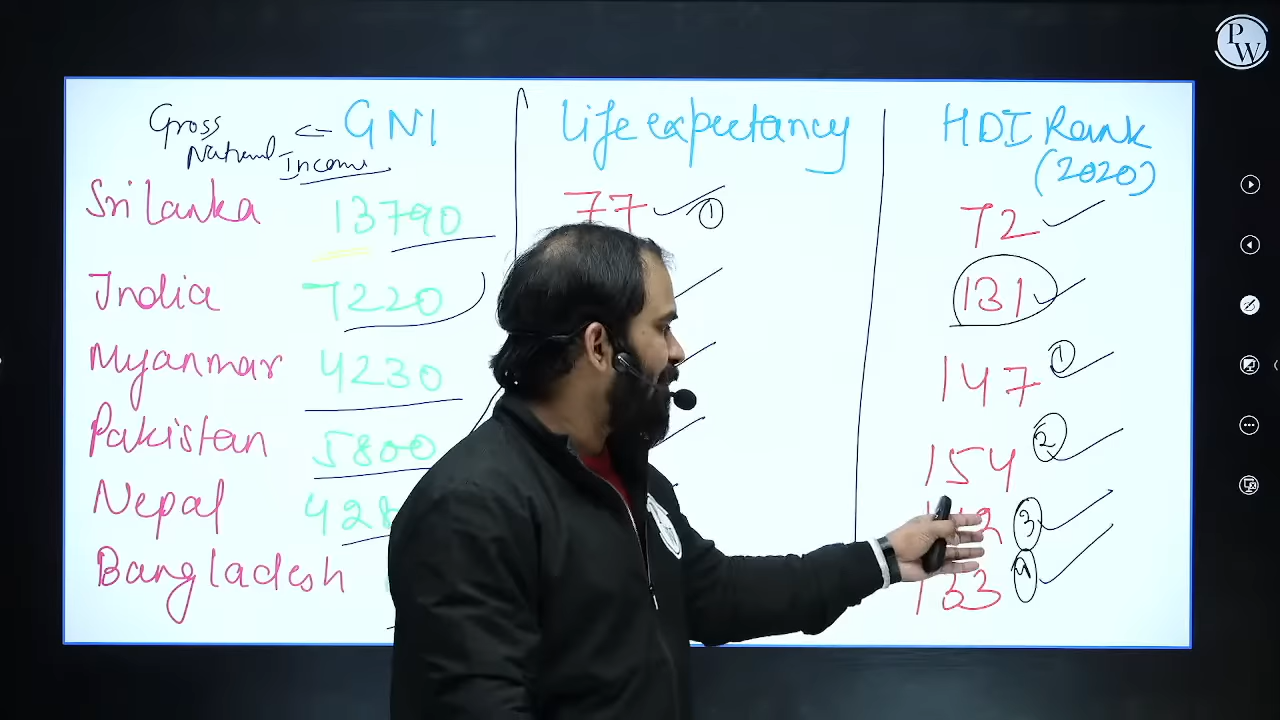 PW
Gross
National
Income
<- GNI
Life expectancy
HDI Rank
(2020)
Sri lanka 13790 77 ① 72
India 7220 131
Myanmar 4230 147 ①
Pakistan 5800 154 ②
Nepal ③
Bangladesh 133 ④